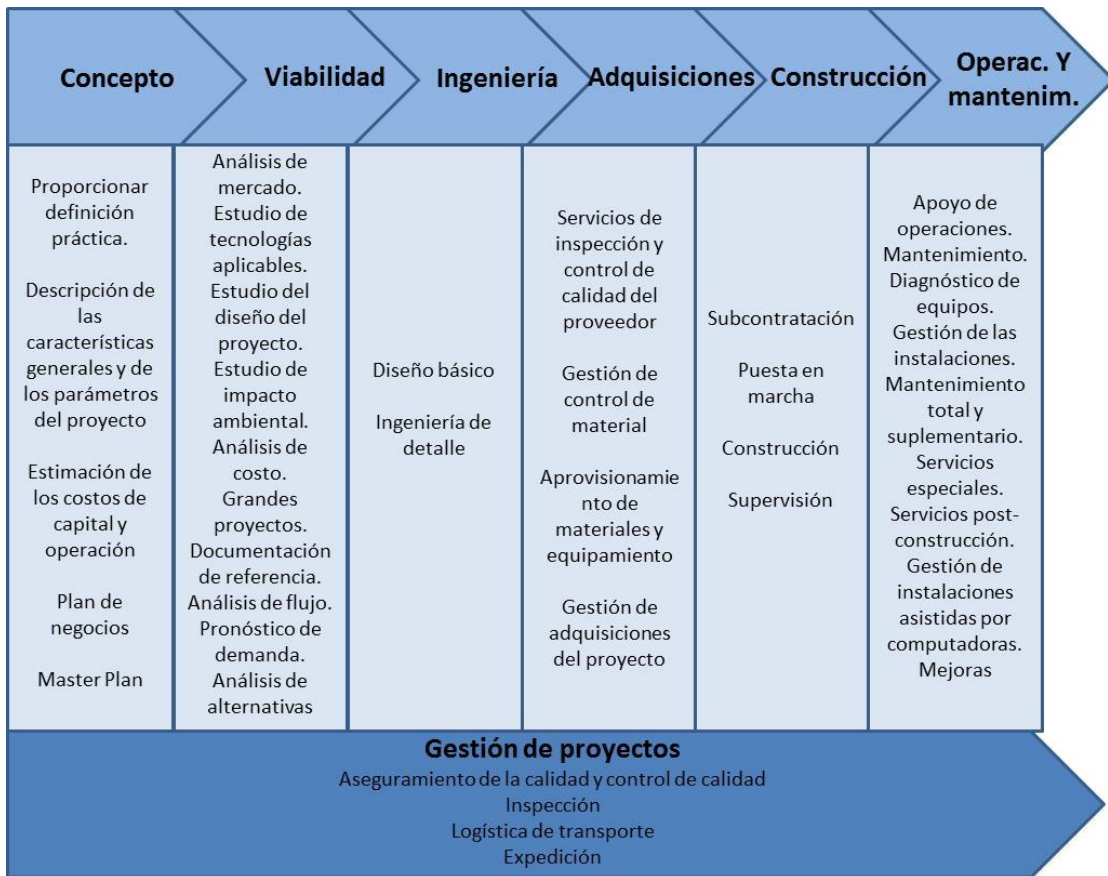 Concepto
Viabilidad
Ingeniería
Adquisiciones
Construcción
Operac. Y
mantenim.
Proporcionar
definición
práctica.
Descripción de
las
características
generales y de
los parámetros
del proyecto
Estimación de
los costos de
capital y
operación
Plan de
negocios
Master Plan
Análisis de
mercado.
Estudio de
tecnologías
aplicables.
Estudio del
diseño del
proyecto.
Estudio de
impacto
ambiental.
Análisis de
costo.
Grandes
proyectos.
Documentación
de referencia.
Análisis de flujo.
Pronóstico de
demanda.
Análisis de
alternativas
Diseño básico
Ingeniería de
detalle
Servicios de
inspección y
control de
calidad del
proveedor
Gestión de
control de
material
Aprovisionamie
nto de
materiales y
equipamiento
Gestión de
adquisiciones
del proyecto
Subcontratación
Puesta en
marcha
Construcción
Supervisión
Apoyo de
operaciones.
Mantenimiento.
Diagnóstico de
equipos.
Gestión de las
instalaciones.
Mantenimiento
total y
suplementario.
Servicios
especiales.
Servicios post-
construcción.
Gestión de
instalaciones
asistidas por
computadoras.
Mejoras
Gestión de proyectos
Aseguramiento de la calidad y control de calidad
Inspección
Logística de transporte
Expedición